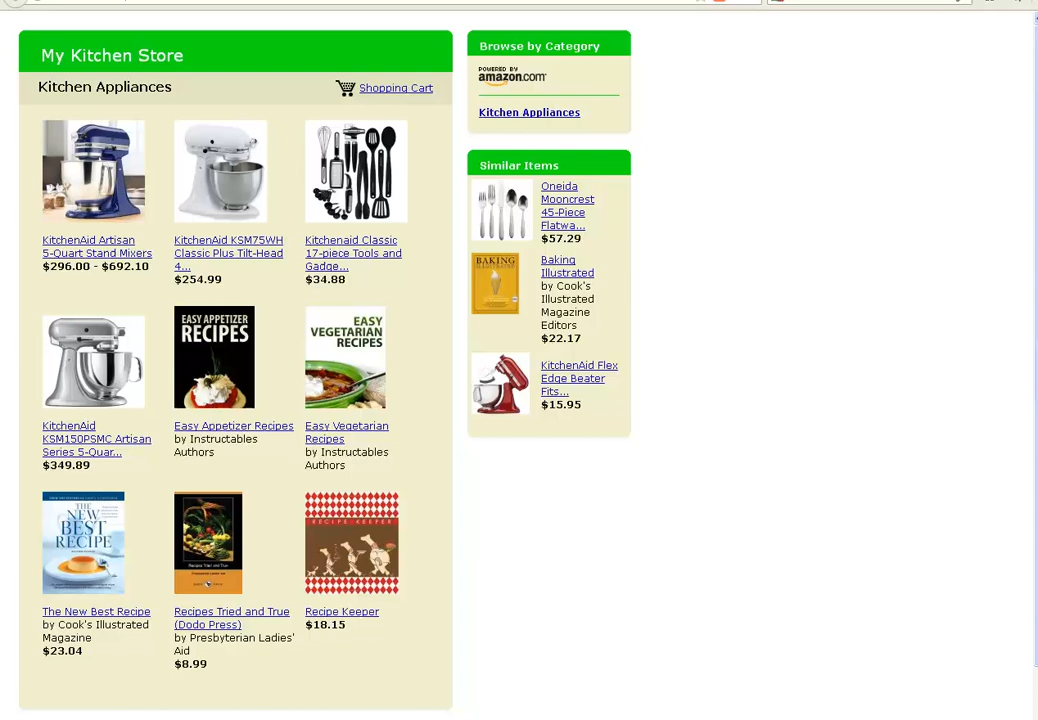 My Kitchen Store
Kitchen Appliances
Shopping Cart
KitchenAid Artisan
5-Quart Stand Mixers
$296.00 - $692.10
KitchenAid KSM75WH
Classic Plus Tilt-Head
4...
$254.99
Kitchenaid Classic
17-piece Tools and
Gadge...
$34.88
KitchenAid
KSM150PSMC Artisan
Series 5-Quar...
$349.89
EASY APPETIZER
RECIPES
Easy Appetizer Recipes
by Instructables
Authors
EASY
VEGETARIAN
RECIPES
Easy Vegetarian
Recipes
by Instructables
Authors
THE
NEW
BEST
RECIPE
The New Best Recipe
by Cook's Illustrated
Magazine
$23.04
Recipes Tried and True
Recipes Tried and True
(Dodo Press)
by Presbyterian Ladies'
Aid
$8.99
RECIPE KEEPER
Recipe Keeper
$18.15
Browse by Category
POWERED BY
amazon.com
Kitchen Appliances
Similar Items
Oneida
Mooncrest
45-Piece
Flatwa...
$57.29
BAKING
ILLUSTRATED
Baking
Illustrated
by Cook's
Illustrated
Magazine
Editors
$22.17
KitchenAid Flex
Edge Beater
Fits...
$15.95